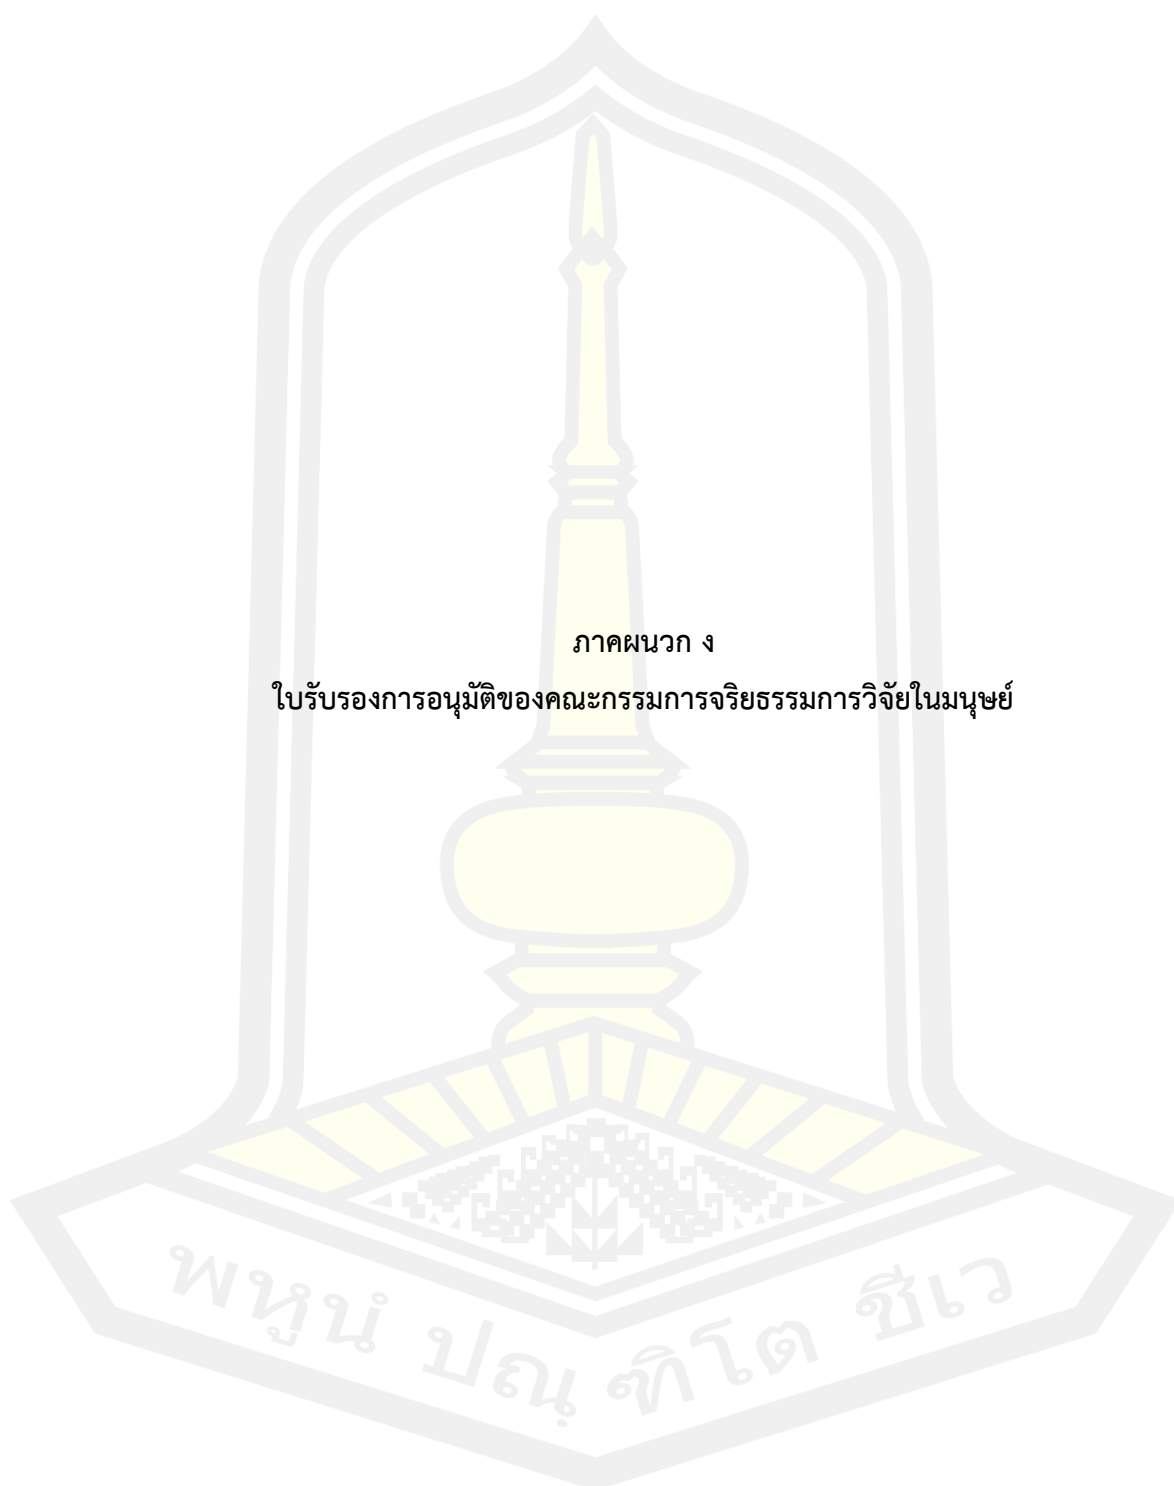 ภาคผนวก ง
ใบรับรองการอนุมัติของคณะกรรมการจริยธรรมการวิจัยในมนุษย์
พหูนํ ปณฺฑิโต ชีเว